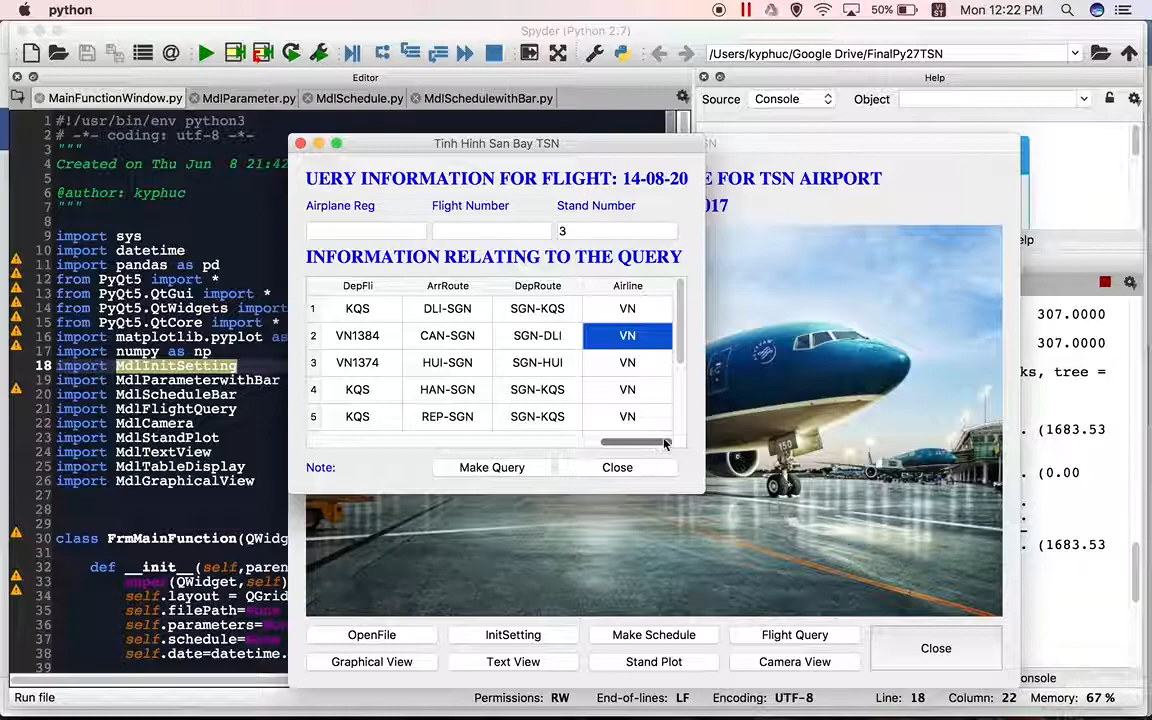 python
50%
Mon 12:22 PM
Spyder (Python 2.7)
/Users/kyphuc/Google Drive/FinalPy27TSN
Editor
Help
MainFunctionWindow.py
MdlParameter.py
MdlSchedule.py
MdlSchedulewithBar.py
Source
Console
Object
1 #!/usr/bin/env python3
2 # -*- coding: utf-8 -*-
3 """
4 Created on Thu Jun  8 21:42
5
6 @author: kyphuc
7 """
8
9 import sys
10 import datetime
11 import pandas as pd
12 from PyQt5 import *
13 from PyQt5.QtGui import *
14 from PyQt5.QtWidgets import
15 from PyQt5.QtCore import *
16 import matplotlib.pyplot as
17 import numpy as np
18 import MdlInitSetting
19 import MdlParameterwithBar
20 import MdlScheduleBar
21 import MdlFlightQuery
22 import MdlCamera
23 import MdlStandPlot
24 import MdlTextView
25 import MdlTableDisplay
26 import MdlGraphicalView
27
28
29
30 class FrmMainFunction(QWidg
31
32 def __init__(self,paren
33 super(QWidget,self)
34 self.layout = QGrid
35 self.filePath=None
36 self.parameters=
37 self.schedule=
38 self.date=datetime.
39
Tinh Hinh San Bay TSN
SN
UERY INFORMATION FOR FLIGHT: 14-08-20
E FOR TSN AIRPORT
017
Airplane Reg
Flight Number
Stand Number
3
INFORMATION RELATING TO THE QUERY
DepFli ArrRoute DepRoute Airline
1 KQS DLI-SGN SGN-KQS VN
2 VN1384 CAN-SGN SGN-DLI VN
3 VN1374 HUI-SGN SGN-HUI VN
4 KQS HAN-SGN SGN-KQS VN
5 KQS REP-SGN SGN-KQS VN
Note:
Make Query
Close
150
OpenFile
InitSetting
Make Schedule
Flight Query
Close
Graphical View
Text View
Stand Plot
Camera View
elp
307.0000
307.0000
ks, tree =
. (1683.53
. (0.00
. (1683.53
onsole
Run file
Permissions: RW
End-of-lines: LF
Encoding: UTF-8
Line: 18
Column: 22
Memory: 67 %